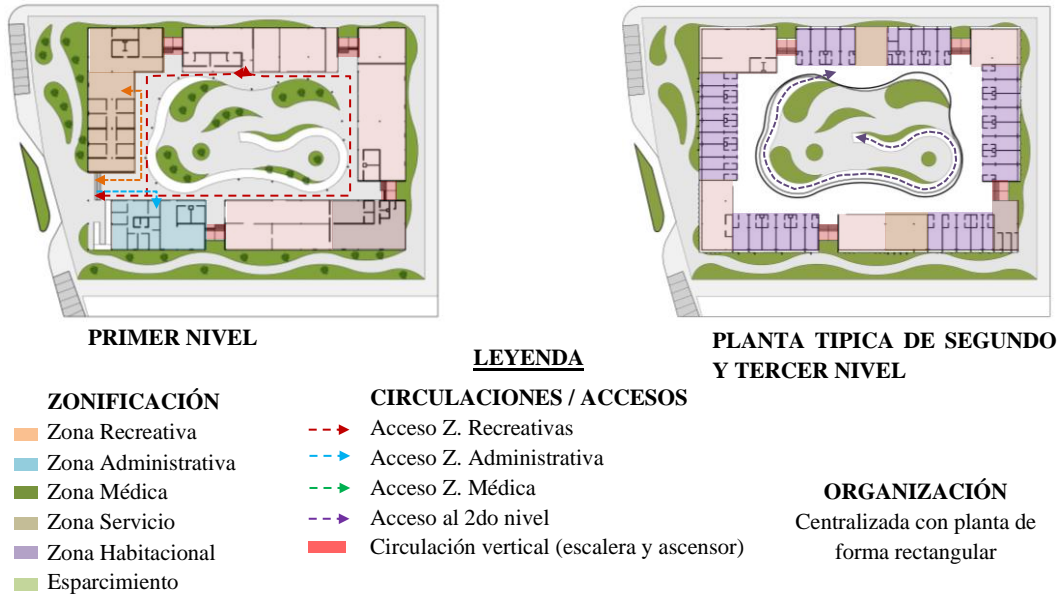 PRIMER NIVEL
PLANTA TIPICA DE SEGUNDO
Y TERCER NIVEL
LEYENDA
ZONIFICACIÓN
Zona Recreativa
Zona Administrativa
Zona Médica
Zona Servicio
Zona Habitacional
Esparcimiento
CIRCULACIONES / ACCESOS
Acceso Z. Recreativas
Acceso Z. Administrativa
Acceso Z. Médica
Acceso al 2do nivel
Circulación vertical (escalera y ascensor)
ORGANIZACIÓN
Centralizada con planta de
forma rectangular